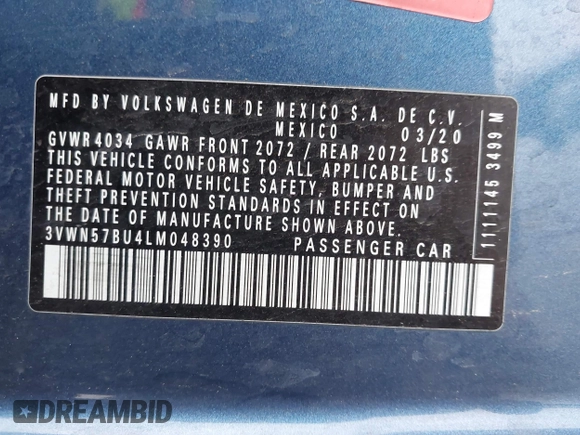 MFD BY VOLKSWAGEN DE MEXICO S.A. DE C.V.
MEXICO 03/20
GVWR 4034 GAWR FRONT 2072 / REAR 2072 LBS
THIS VEHICLE CONFORMS TO ALL APPLICABLE U.S.
FEDERAL MOTOR VEHICLE SAFETY, BUMPER AND
THEFT PREVENTION STANDARDS IN EFFECT ON
THE DATE OF MANUFACTURE SHOWN ABOVE.
3VWN57BU4LM048390 PASSENGER CAR
1111145 3499 M
DREAMBID